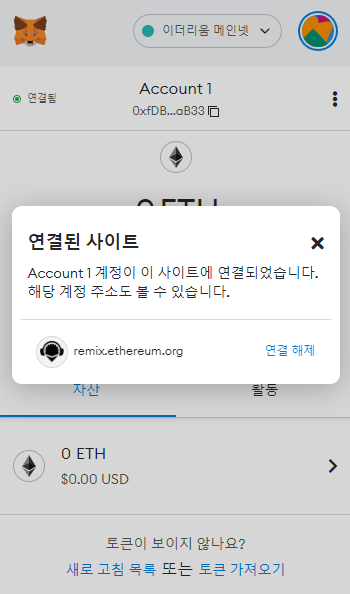 이더리움 메인넷
연결됨
Account 1
0xfDB...aB33
0 ETH
연결된 사이트
Account 1 계정이 이 사이트에 연결되었습니다.
해당 계정 주소도 볼 수 있습니다.
remix.ethereum.org 연결 해제
자산 활동
0 ETH
$0.00 USD
토큰이 보이지 않나요?
새로 고침 목록 또는 토큰 가져오기